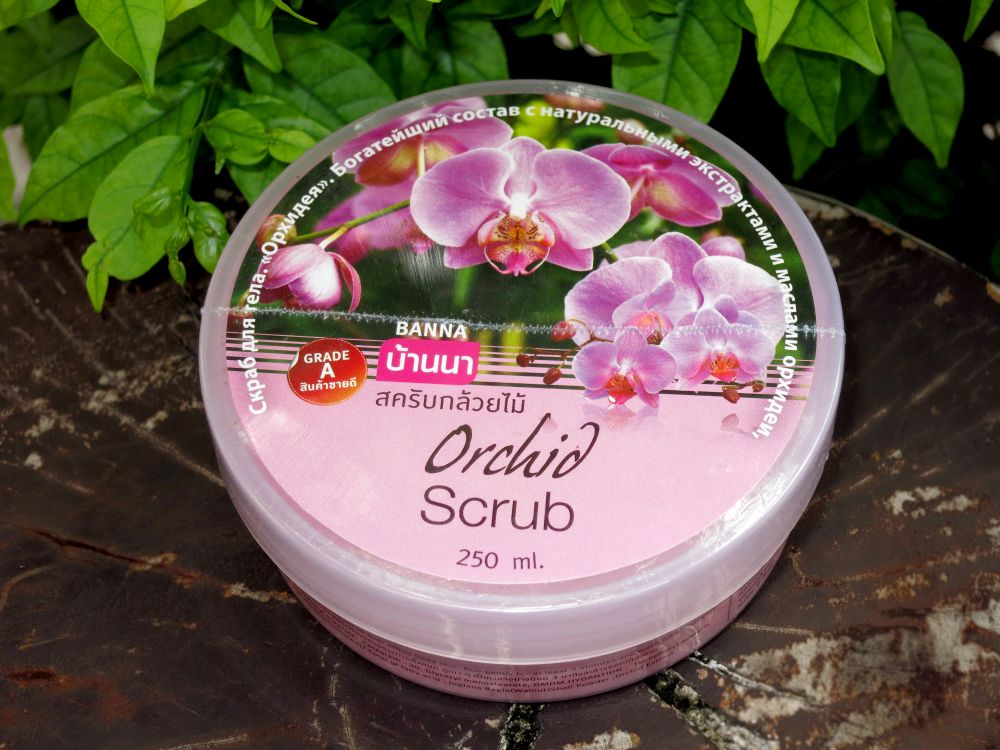 Скраб для тела. «Орхидея». Богатейший состав с натуральными экстрактами и маслами орхидеи,
BANNA
บ้านนา
GRADE
A
สินค้าขายดี
สครับกล้วยไม้
Orchid
Scrub
250 ml.